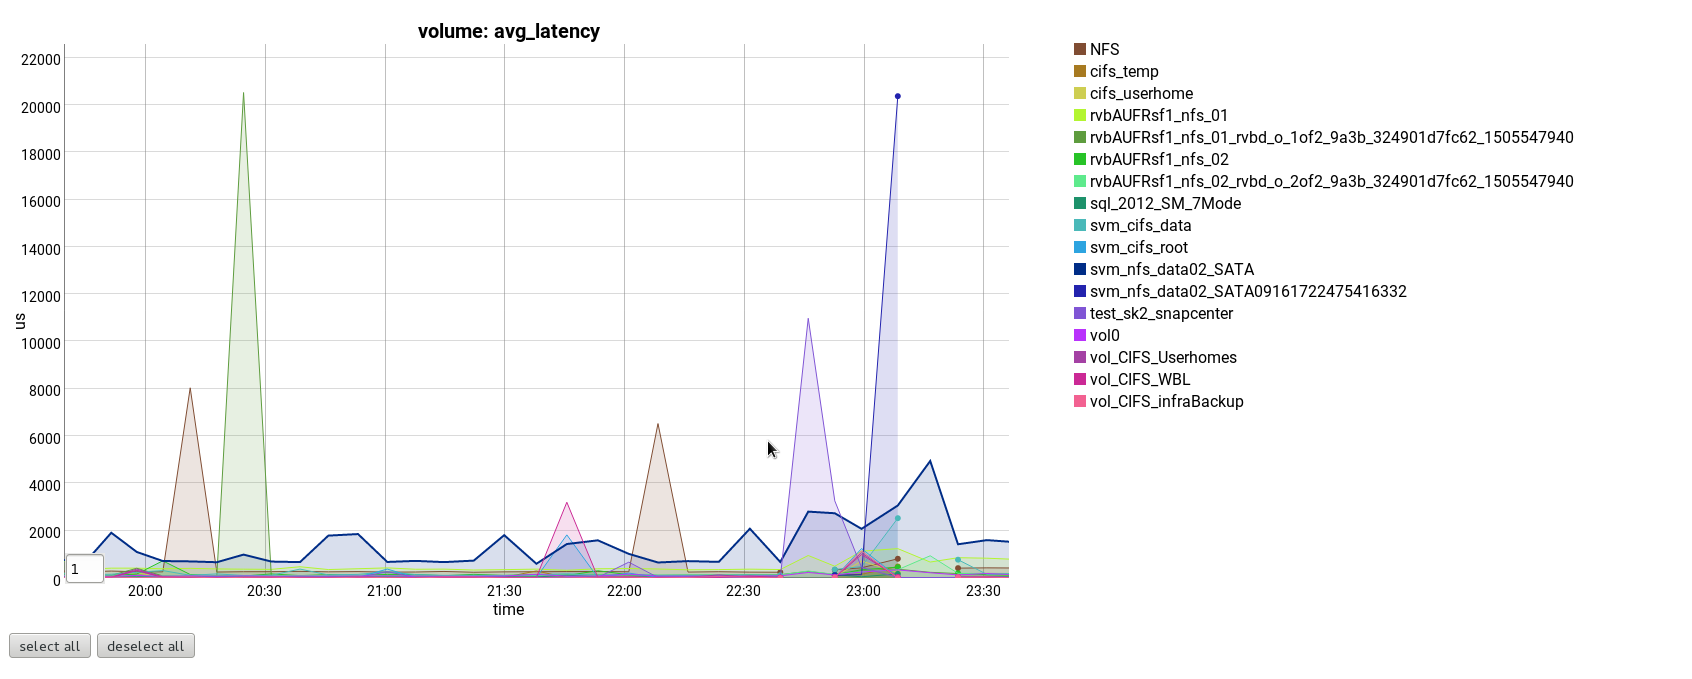 volume: avg_latency
22000
20000
18000
16000
14000
12000
10000
8000
6000
4000
2000
0
us
1
20:00 20:30 21:00 21:30 22:00 22:30 23:00 23:30
time
NFS
cifs_temp
cifs_userhome
rvbAUFRsf1_nfs_01
rvbAUFRsf1_nfs_01_rvbd_o_1of2_9a3b_324901d7fc62_1505547940
rvbAUFRsf1_nfs_02
rvbAUFRsf1_nfs_02_rvbd_o_2of2_9a3b_324901d7fc62_1505547940
sql_2012_SM_7Mode
svm_cifs_data
svm_cifs_root
svm_nfs_data02_SATA
svm_nfs_data02_SATA09161722475416332
test_sk2_snapcenter
vol0
vol_CIFS_Userhomes
vol_CIFS_WBL
vol_CIFS_infraBackup
select all deselect all